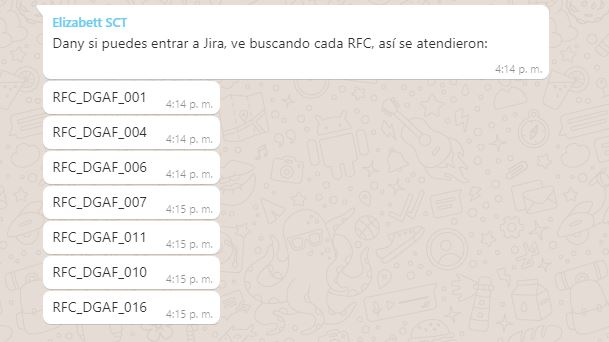 Elizabett SCT
Dany si puedes entrar a Jira, ve buscando cada RFC, así se atendieron:
4:14 p. m.
RFC_DGAF_001 4:14 p. m.
RFC_DGAF_004 4:14 p. m.
RFC_DGAF_006 4:14 p. m.
RFC_DGAF_007 4:15 p. m.
RFC_DGAF_011 4:15 p. m.
RFC_DGAF_010 4:15 p. m.
RFC_DGAF_016 4:15 p. m.